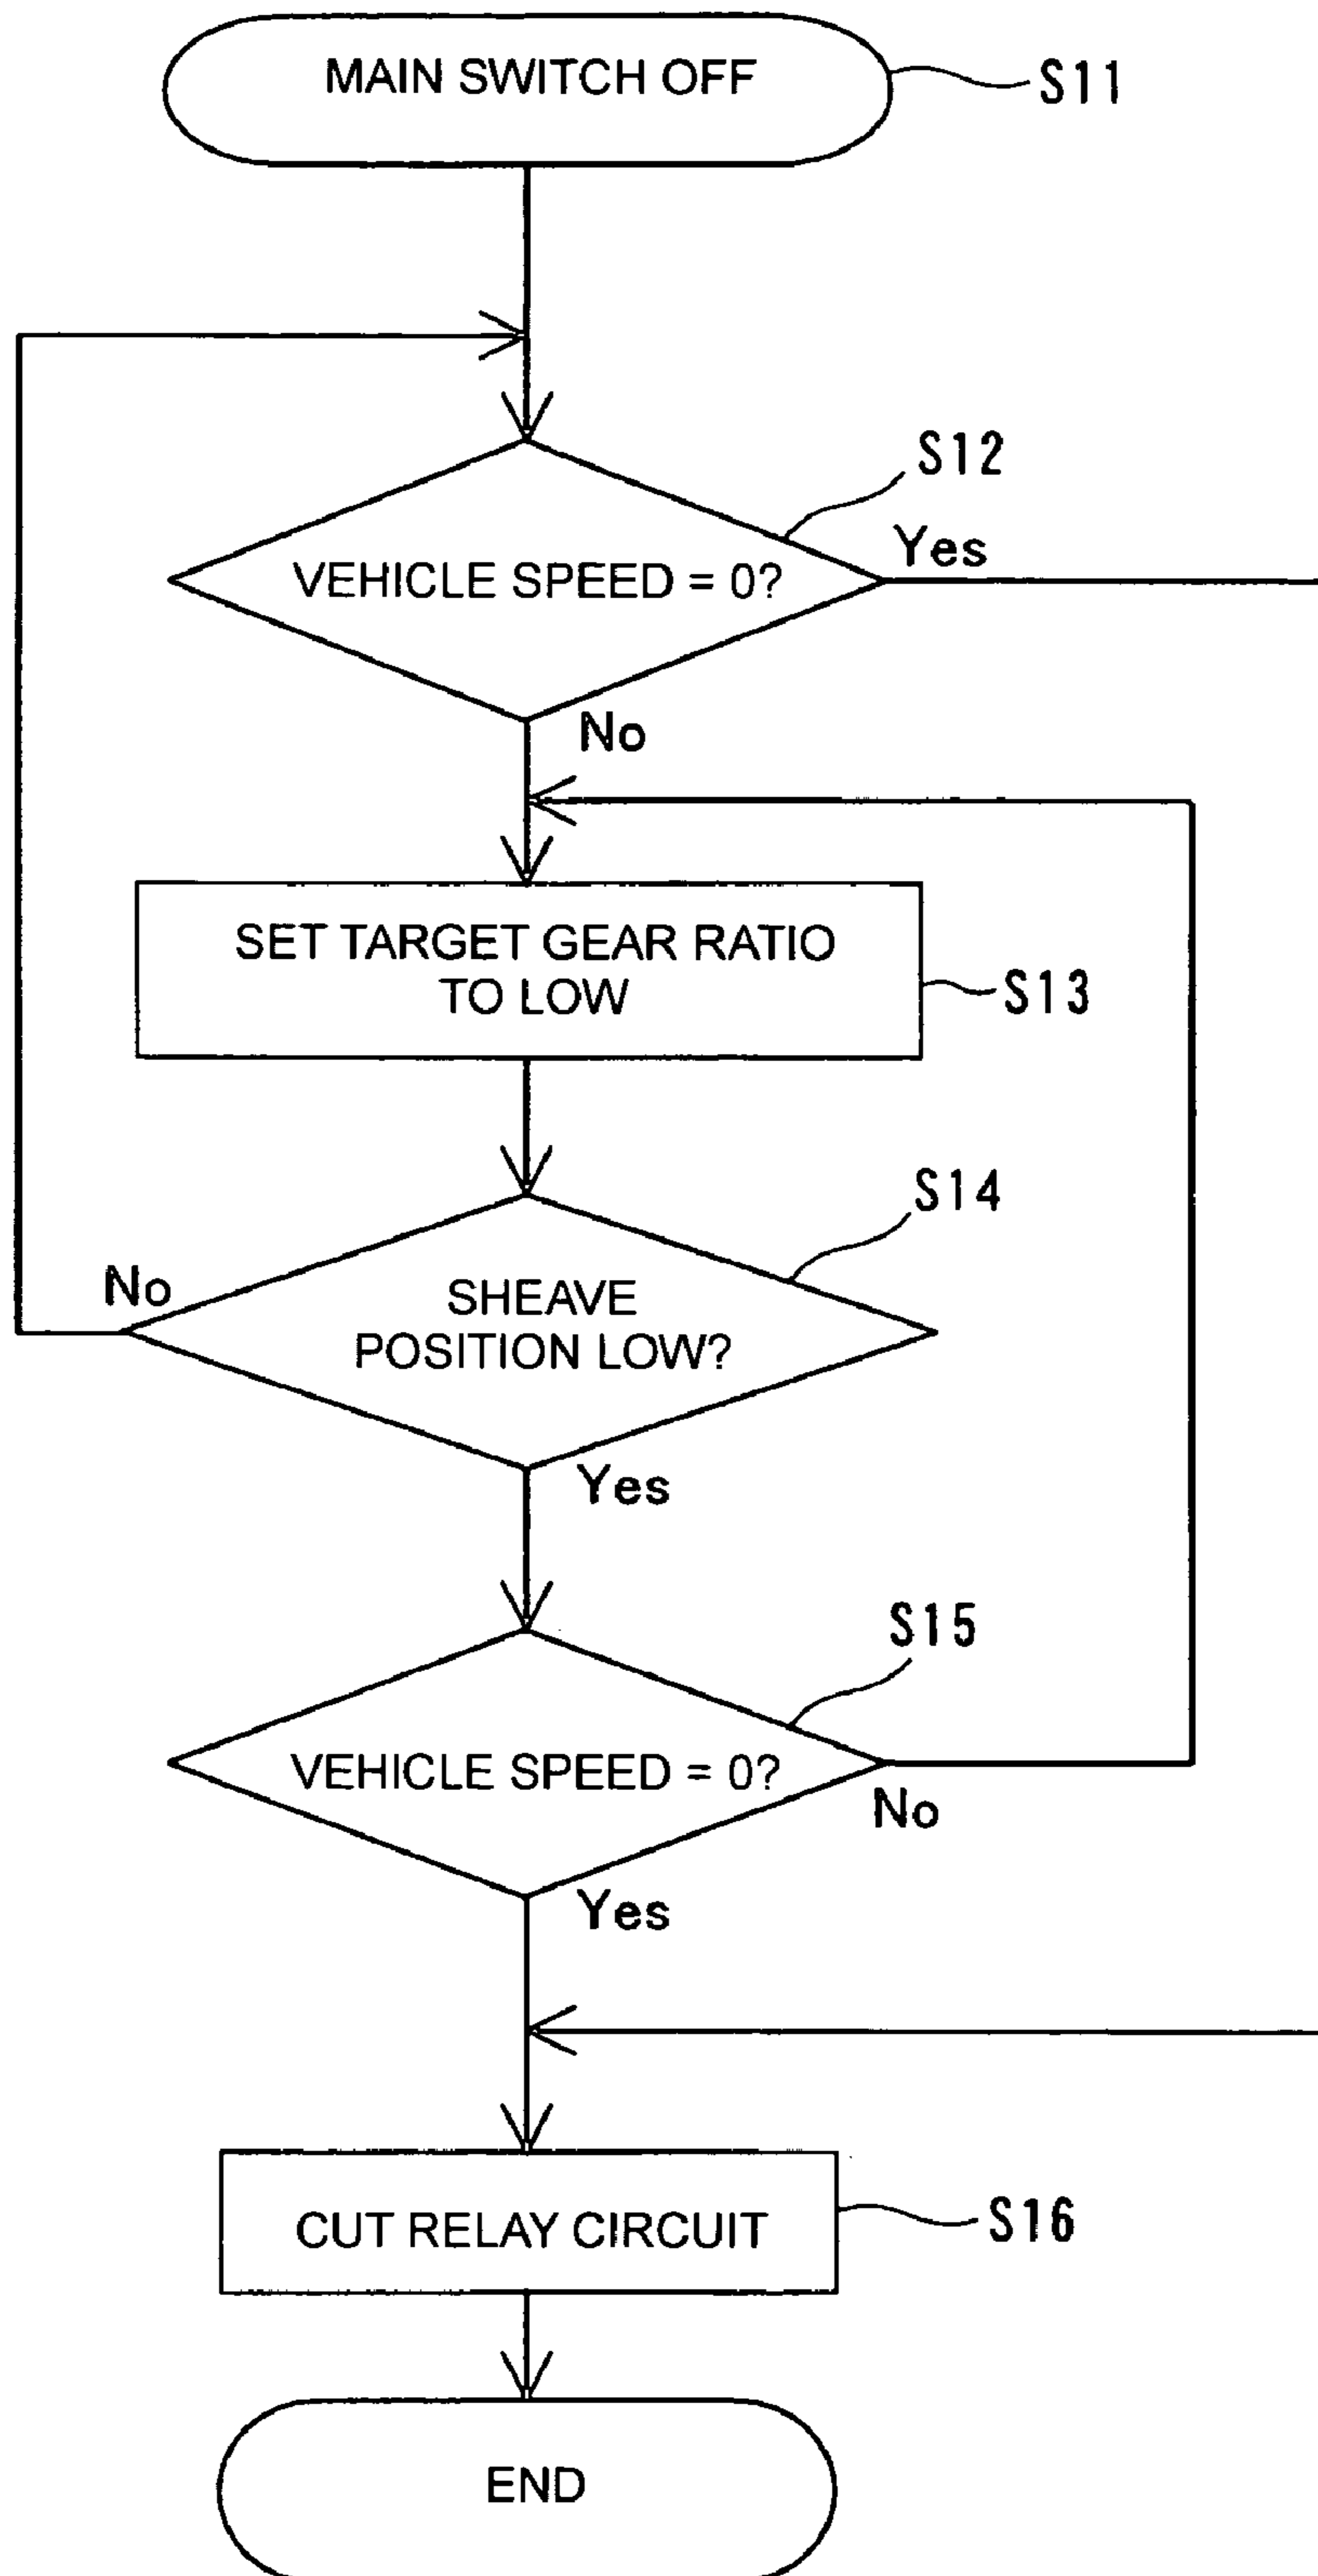 MAIN SWITCH OFF
S11
S12
Yes
VEHICLE SPEED = 0?
No
SET TARGET GEAR RATIO
TO LOW
S13
S14
No
SHEAVE
POSITION LOW?
Yes
S15
VEHICLE SPEED = 0?
No
Yes
CUT RELAY CIRCUIT
S16
END